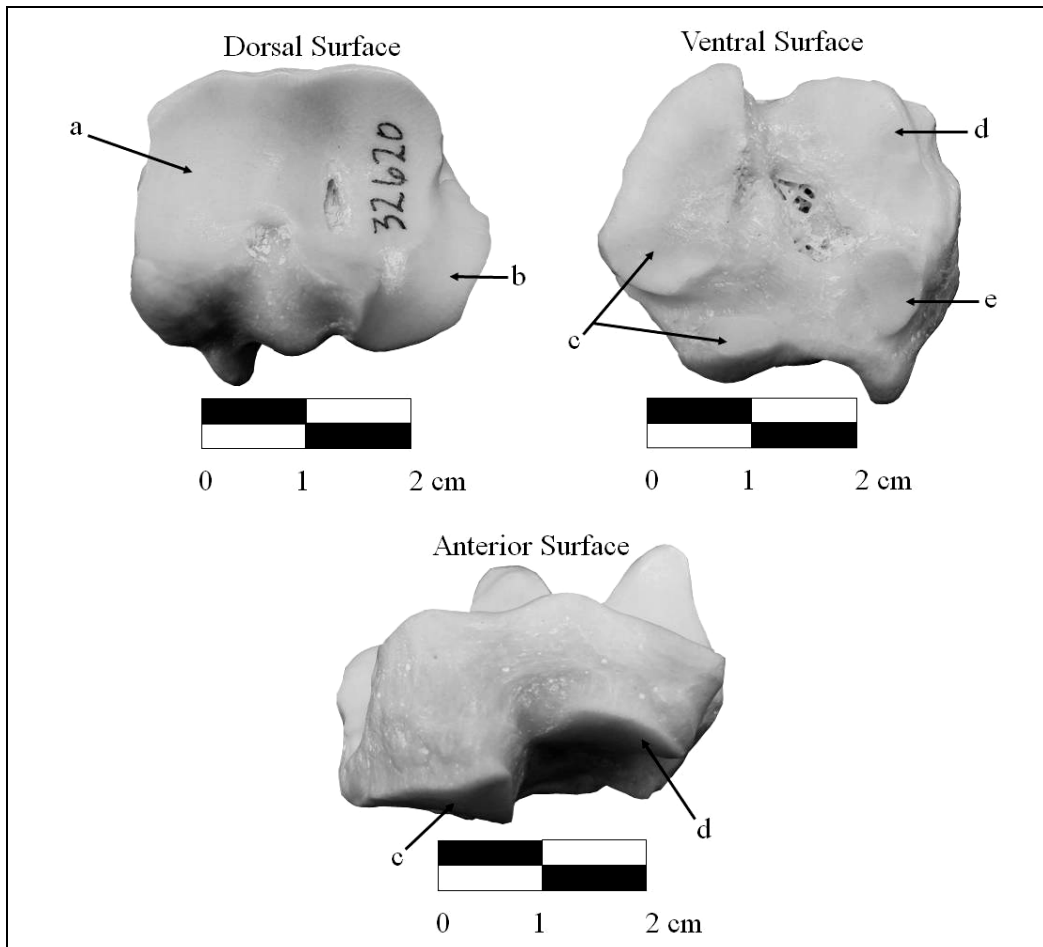 Dorsal Surface
Ventral Surface
a
32620
b
c
d
e
0 1 2 cm
0 1 2 cm
Anterior Surface
c
d
0 1 2 cm